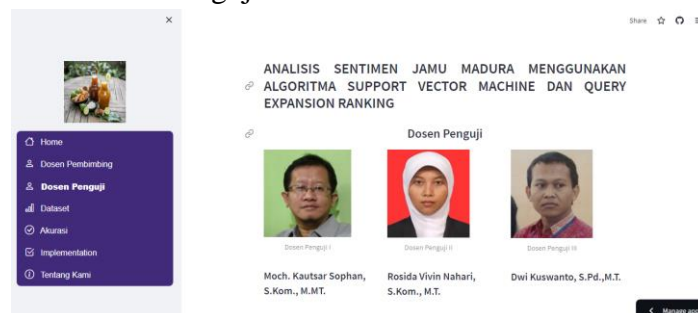 ×
Share
ANALISIS SENTIMEN JAMU MADURA MENGGUNAKAN
ALGORITMA SUPPORT VECTOR MACHINE DAN QUERY
EXPANSION RANKING
Home
Dosen Pembimbing
Dosen Penguji
Dataset
Akurasi
Implementation
Tentang Kami
Dosen Penguji
Dosen Penguji I
Dosen Penguji II
Dosen Penguji III
Moch. Kautsar Sophan,
S.Kom., M.MT.
Rosida Vivin Nahari,
S.Kom., M.T.
Dwi Kuswanto, S.Pd.,M.T.
Manage app